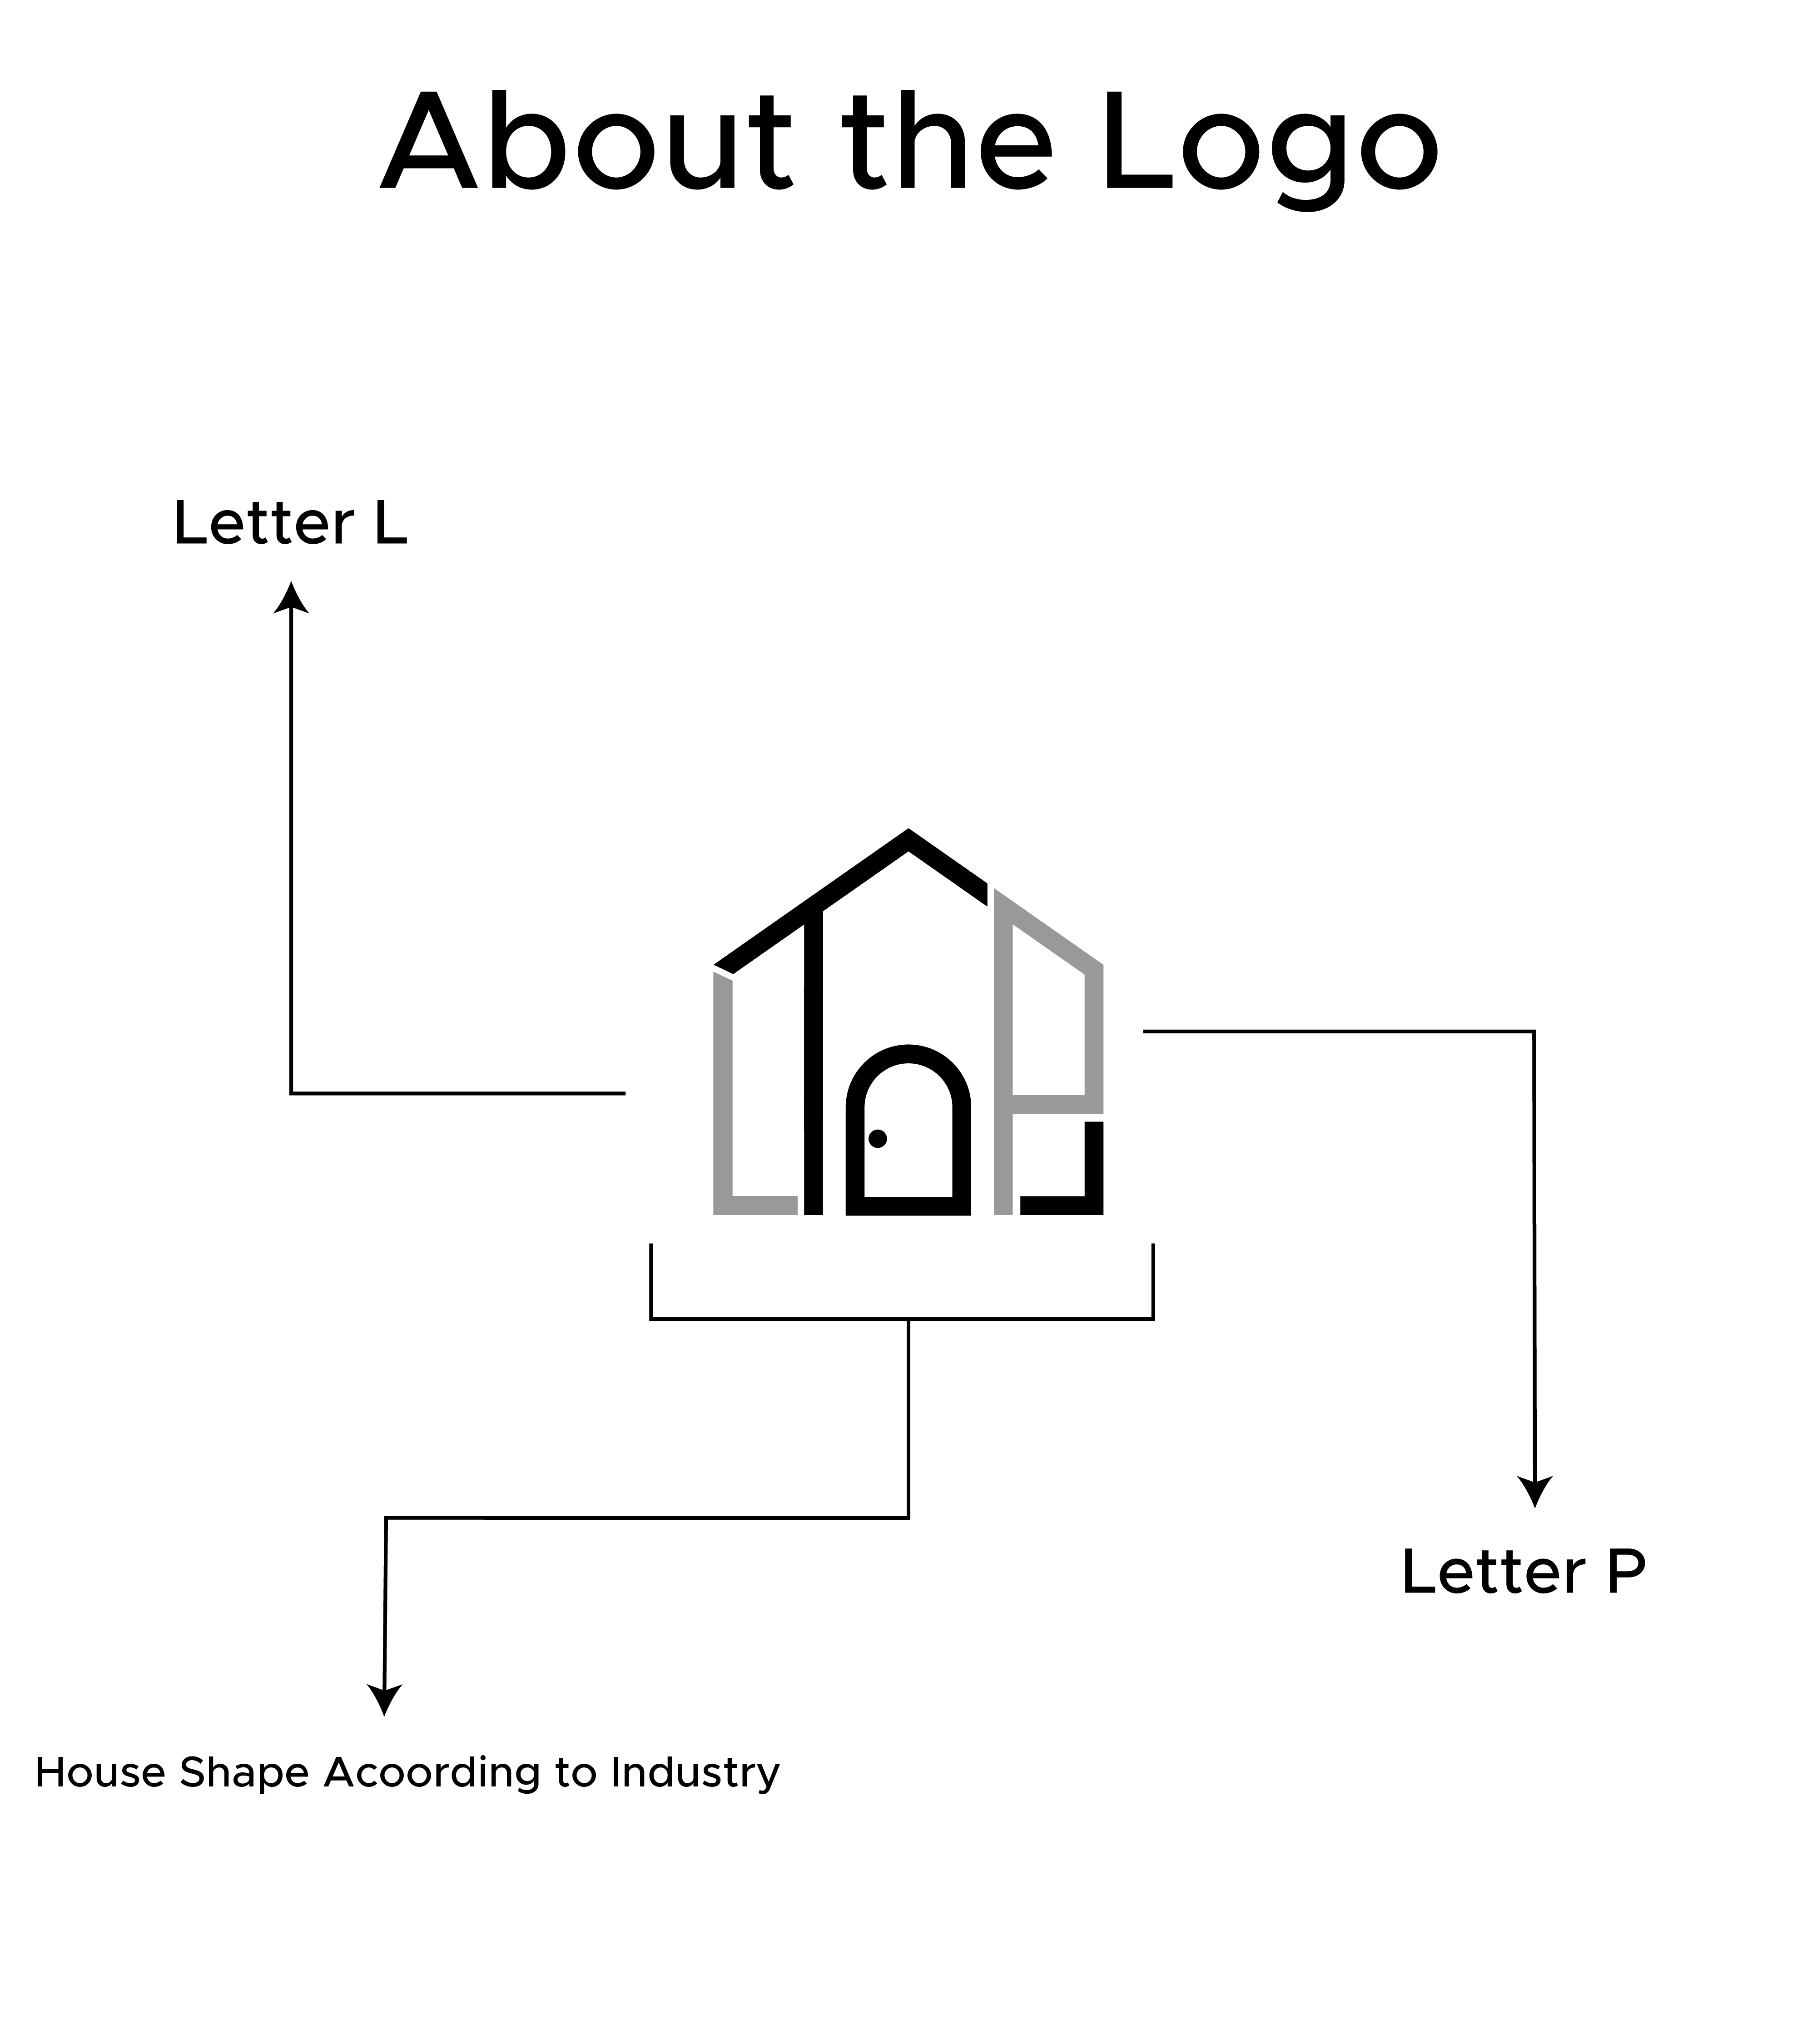 About the Logo
Letter L
Letter P
House Shape Acoording to Industry